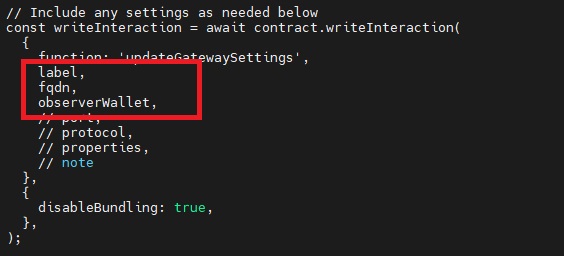 // Include any settings as needed below
const writeInteraction = await contract.writeInteraction(
{
function: 'updateGatewaySettings',
label,
fqdn,
observerWallet,
// port,
// protocol,
// properties,
// note
},
{
disableBundling: true,
},
);